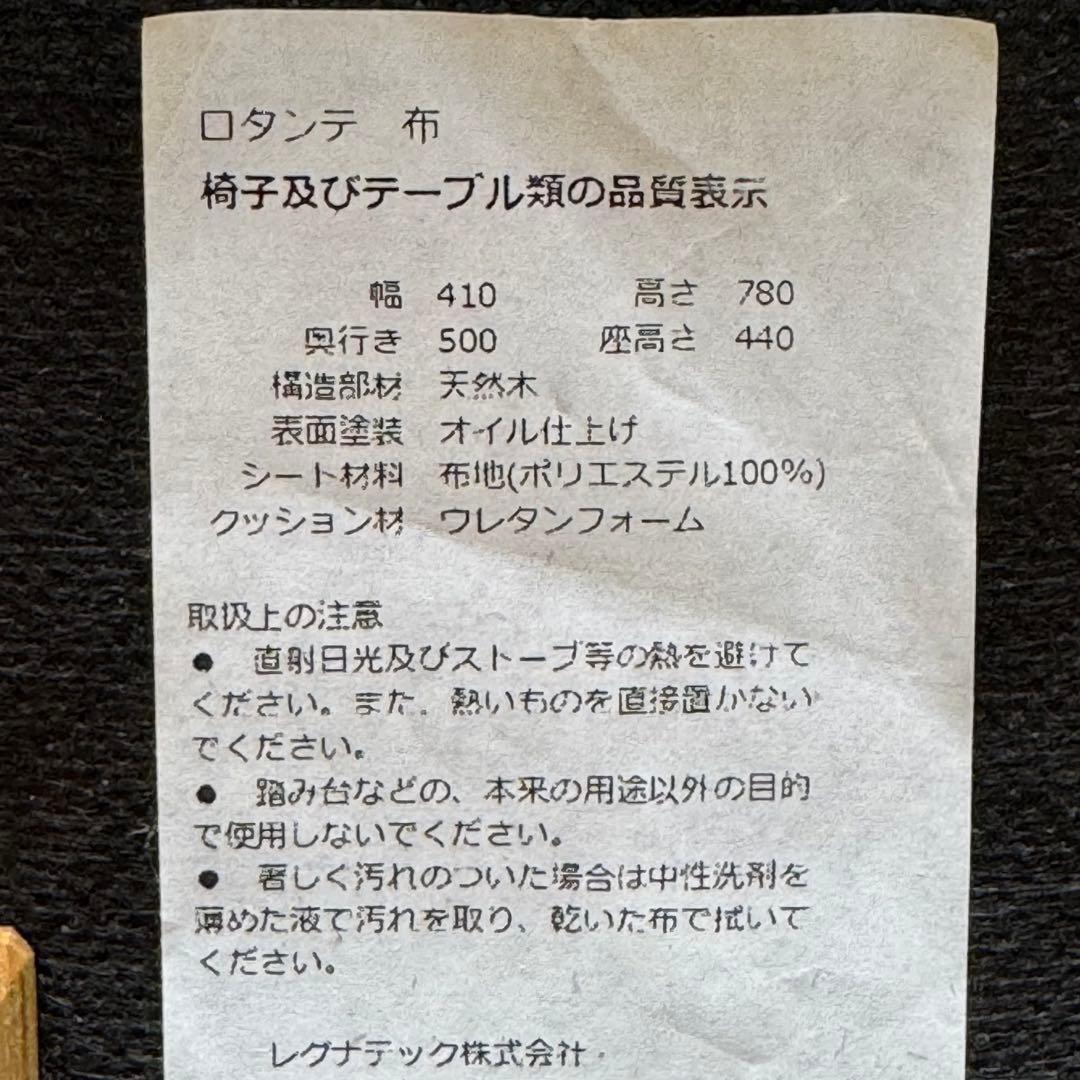 ロタンテ　布
椅子及びテーブル類の品質表示
幅　410　高さ　780
奥行き　500　座高さ　440
構造部材　天然木
表面塗装　オイル仕上げ
シート材料　布地(ポリエステル100%)
クッション材　ウレタンフォーム
取扱上の注意
●　直射日光及びストーブ等の熱を避けて
ください。また、熱いものを直接置かない
でください。
●　踏み台などの、本来の用途以外の目的
で使用しないでください。
●　著しく汚れのついた場合は中性洗剤を
薄めた液で汚れを取り、乾いた布で拭いて
ください。
レグナテック株式会社